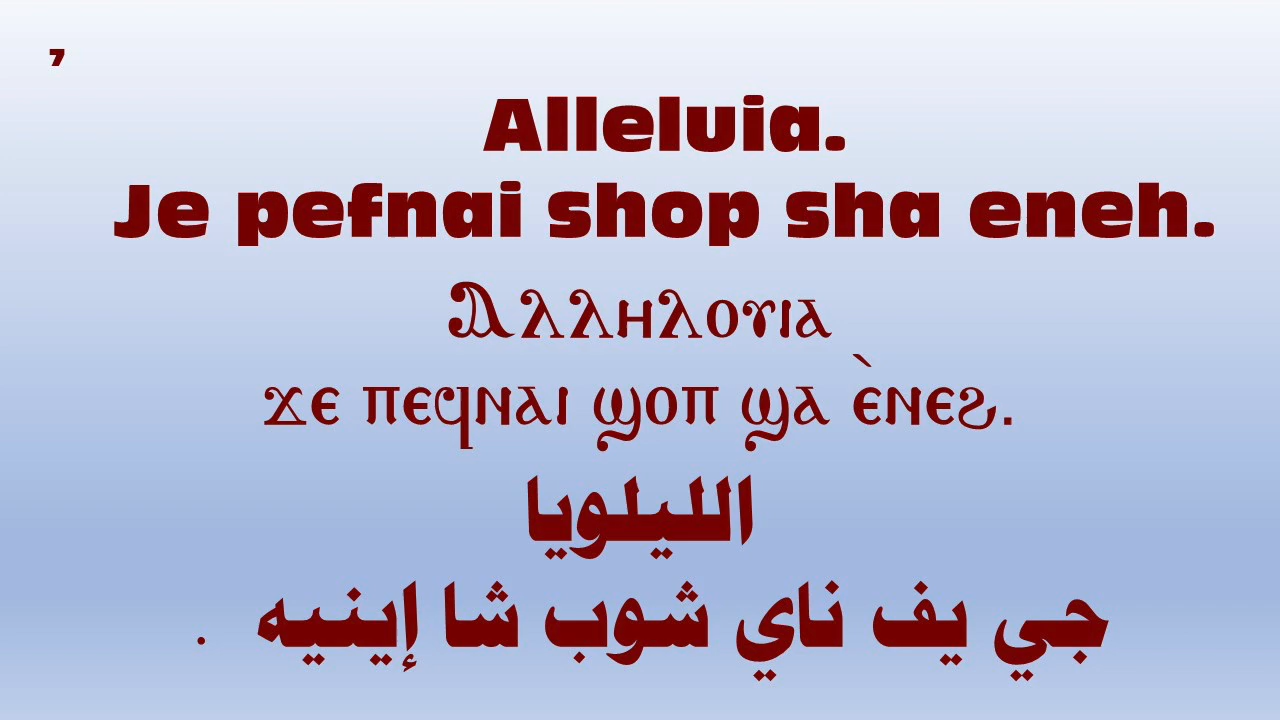 ,
Alleluia.
Je pefnai shop sha eneh.
Ⲁⲗⲗⲏⲗⲟⲩⲓⲁ
ϫⲉ ⲡⲉϥⲛⲁⲓ ϣⲟⲡ ϣⲁ ⲉ̀ⲛⲉϩ.
الليلويا
جي يف ناي شوب شا إينيه .